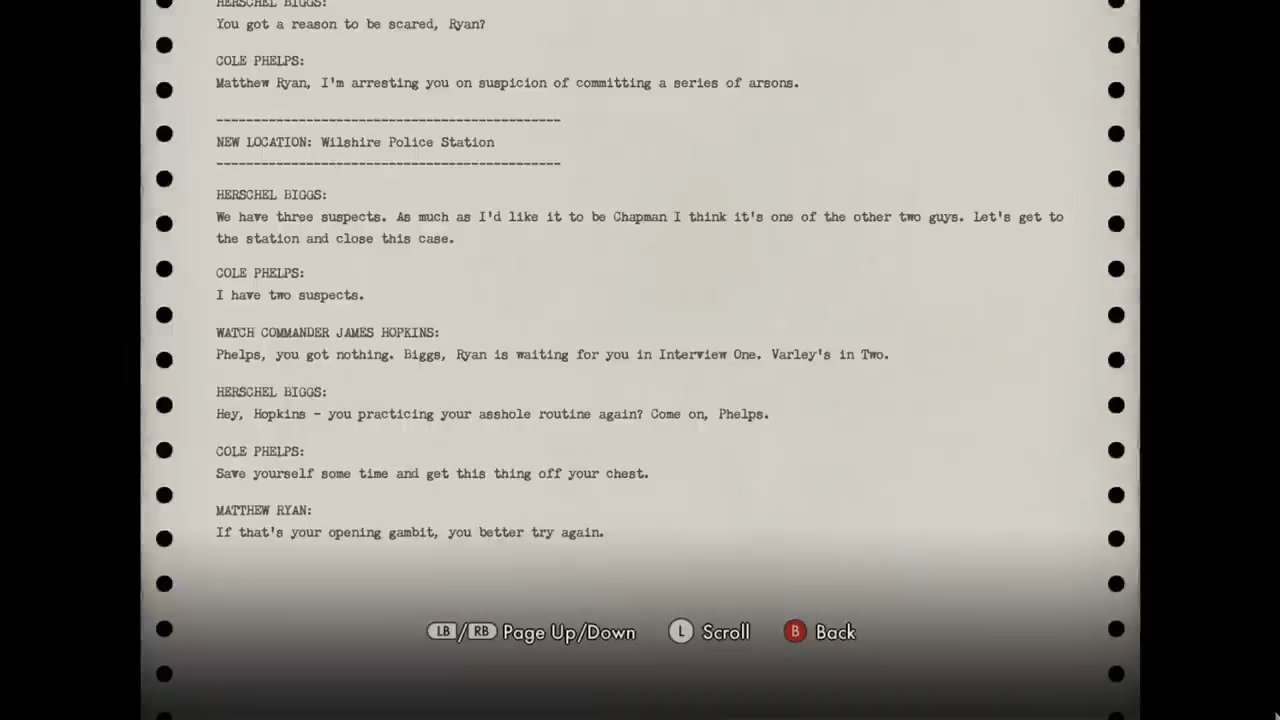 HERSCHEL BIGGS:
You got a reason to be scared, Ryan?
COLE PHELPS:
Matthew Ryan, I'm arresting you on suspicion of committing a series of arsons.
----------------------------------------------
NEW LOCATION: Wilshire Police Station
----------------------------------------------
HERSCHEL BIGGS:
We have three suspects. As much as I'd like it to be Chapman I think it's one of the other two guys. Let's get to
the station and close this case.
COLE PHELPS:
I have two suspects.
WATCH COMMANDER JAMES HOPKINS:
Phelps, you got nothing. Biggs, Ryan is waiting for you in Interview One. Varley's in Two.
HERSCHEL BIGGS:
Hey, Hopkins - you practicing your asshole routine again? Come on, Phelps.
COLE PHELPS:
Save yourself some time and get this thing off your chest.
MATTHEW RYAN:
If that's your opening gambit, you better try again.
LB/RB Page Up/Down L Scroll B Back